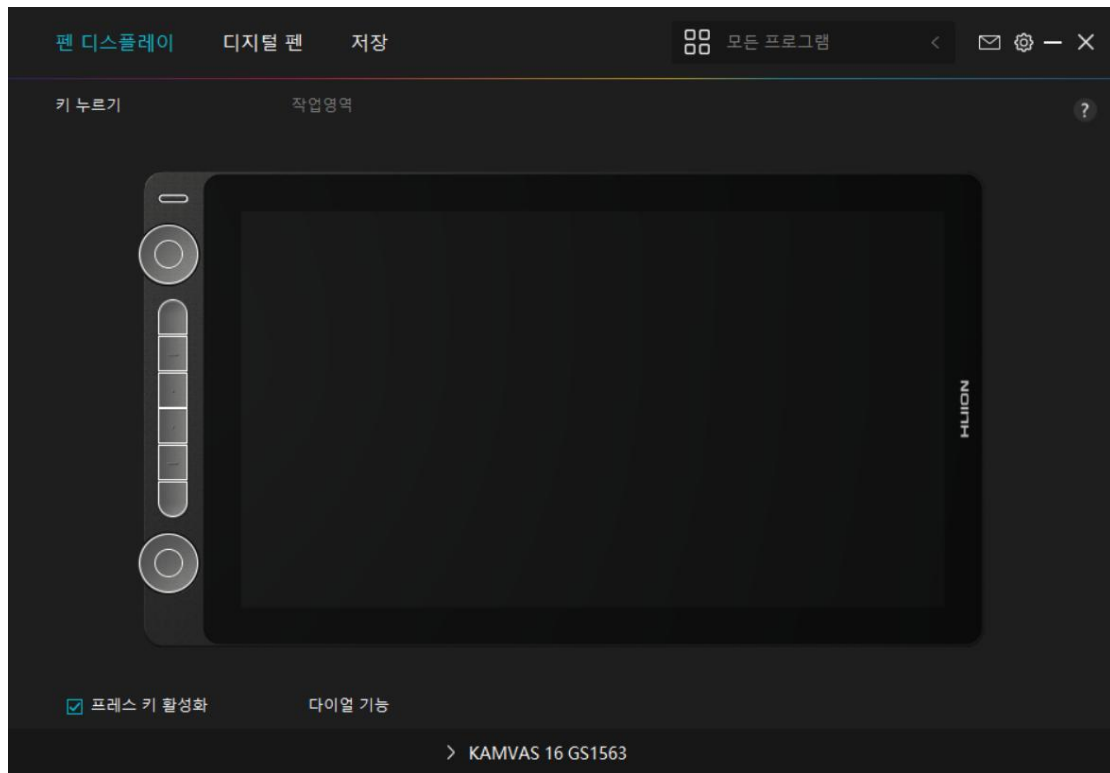 펜 디스플레이 디지털 펜 저장 모든 프로그램
키 누르기 작업영역 ?
HUION
프레스 키 활성화 다이얼 기능
KAMVAS 16 GS1563